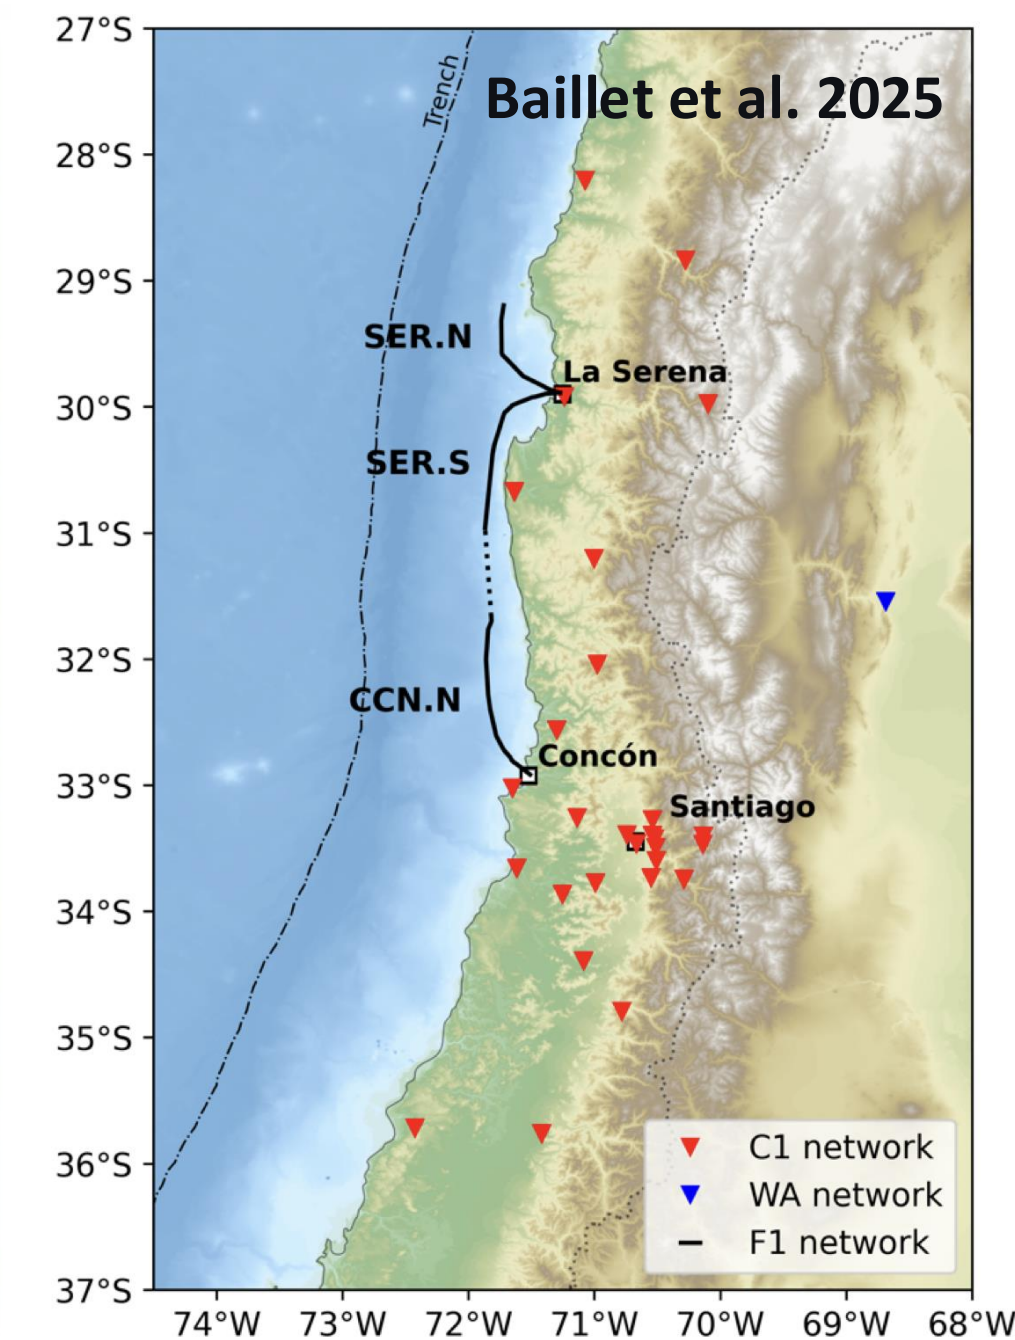 Baillet et al. 2025
Trench
27°S
28°S
29°S
30°S
31°S
32°S
33°S
34°S
35°S
36°S
37°S
SER.N
La Serena
SER.S
CCN.N
Concón
Santiago
C1 network
WA network
F1 network
74°W 73°W 72°W 71°W 70°W 69°W 68°W